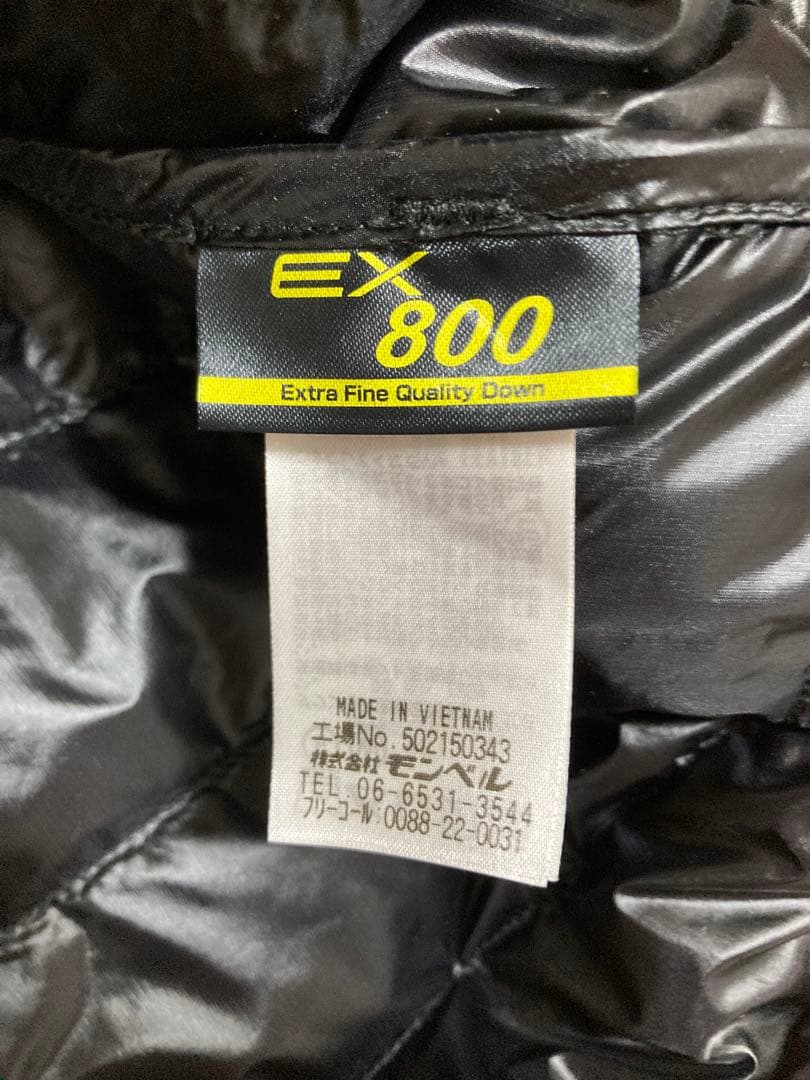 EX
800
Extra Fine Quality Down
MADE IN VIETNAM
工場No.502150343
株式会社 モンベル
TEL.06-6531-3544
フリーコール:0088-22-0031